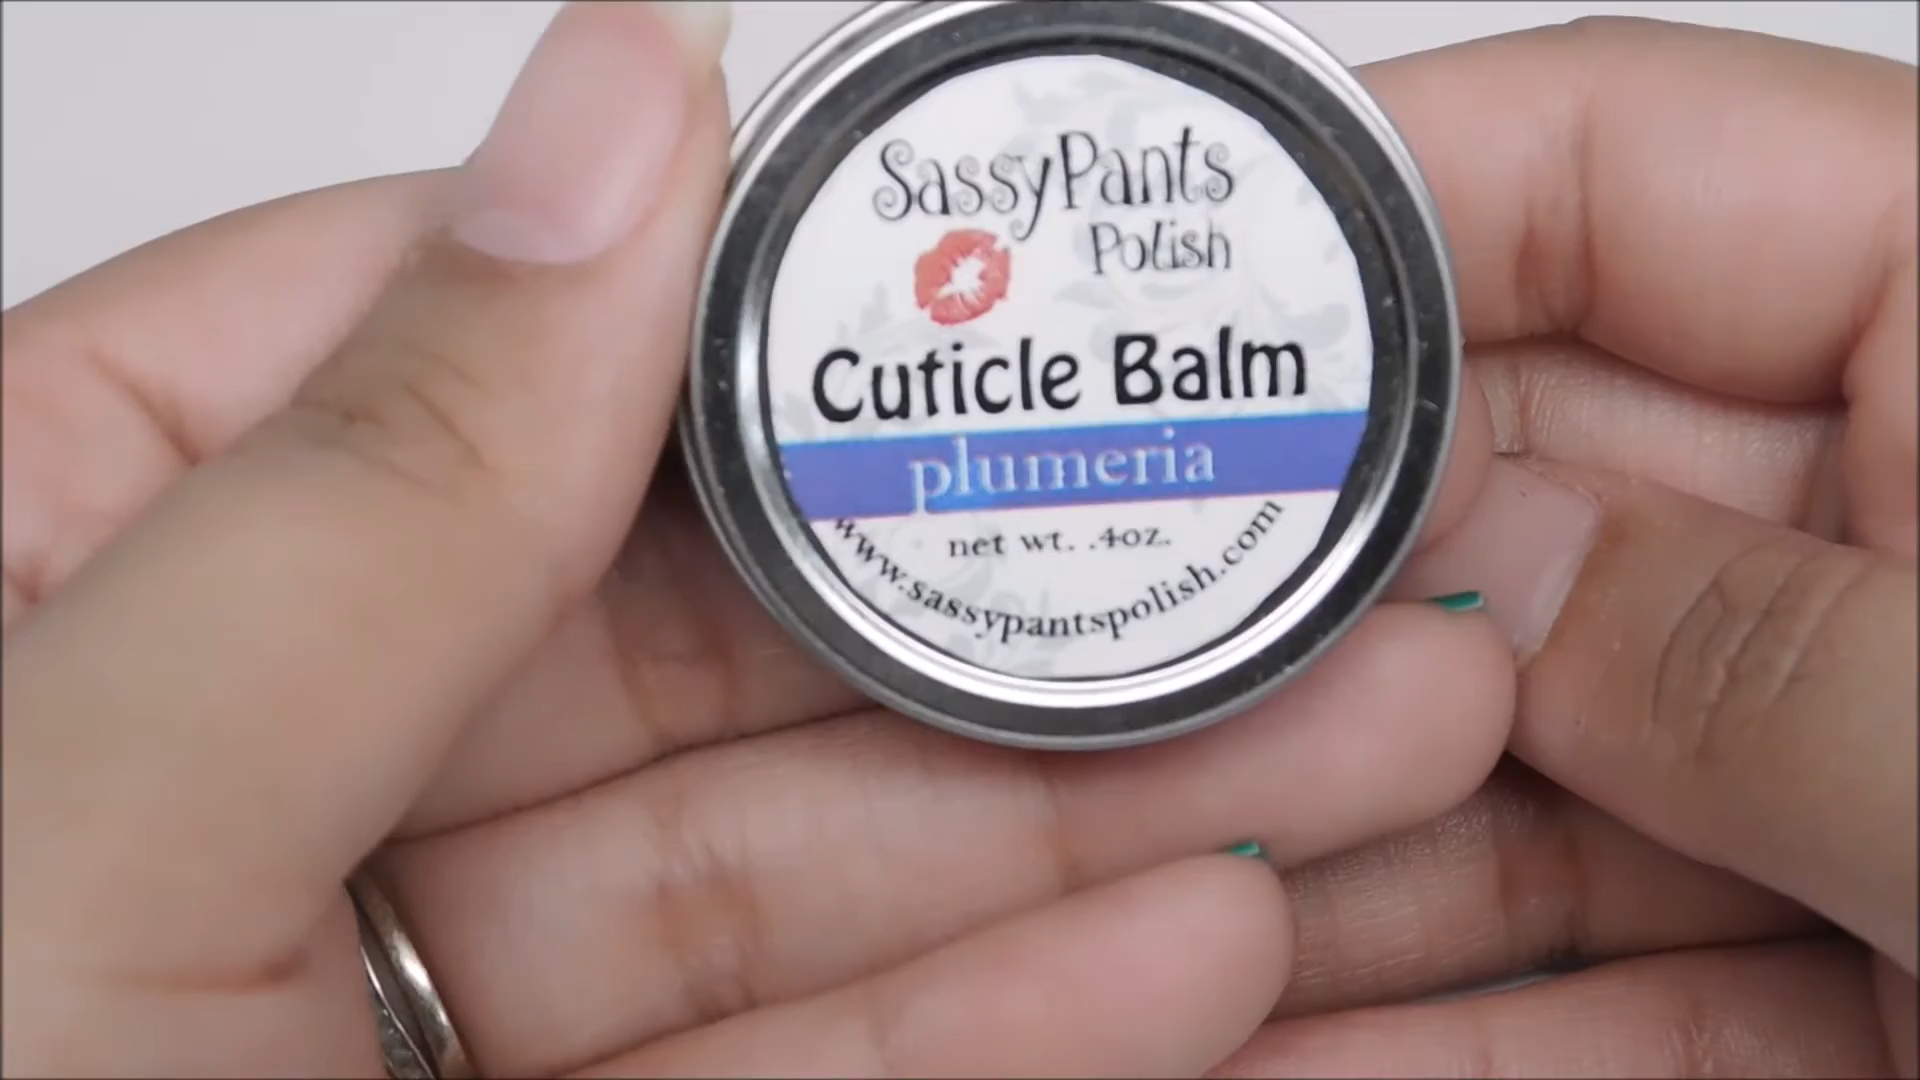 SassyPants
Polish
Cuticle Balm
plumeria
net wt. .4oz.
www.sassypantspolish.com